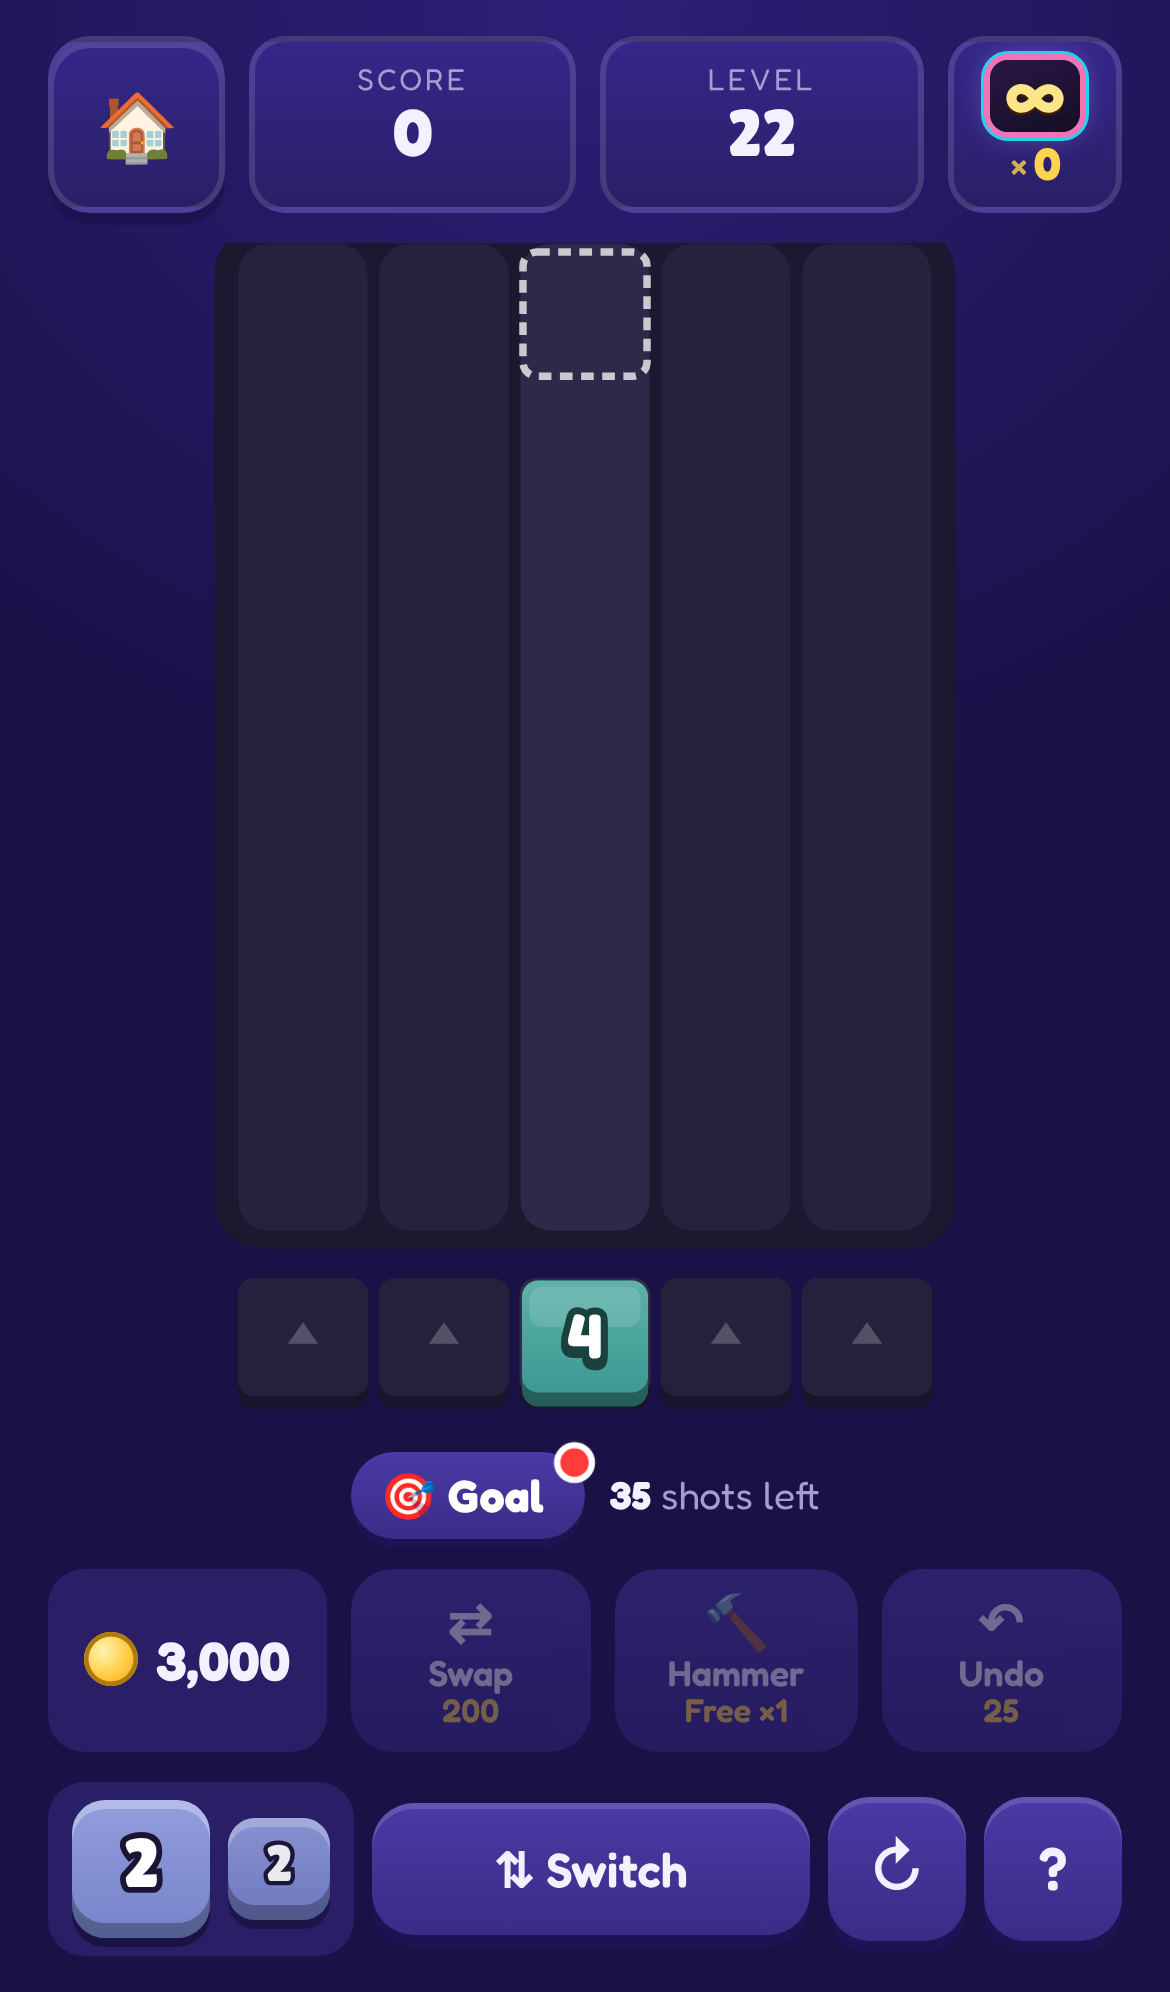 SCORE
0
LEVEL
22
∞
×0
4
🎯 Goal
35 shots left
3,000
⇄
Swap
200
🔨
Hammer
Free ×1
↶
Undo
25
2
2
⇅ Switch
↻
?